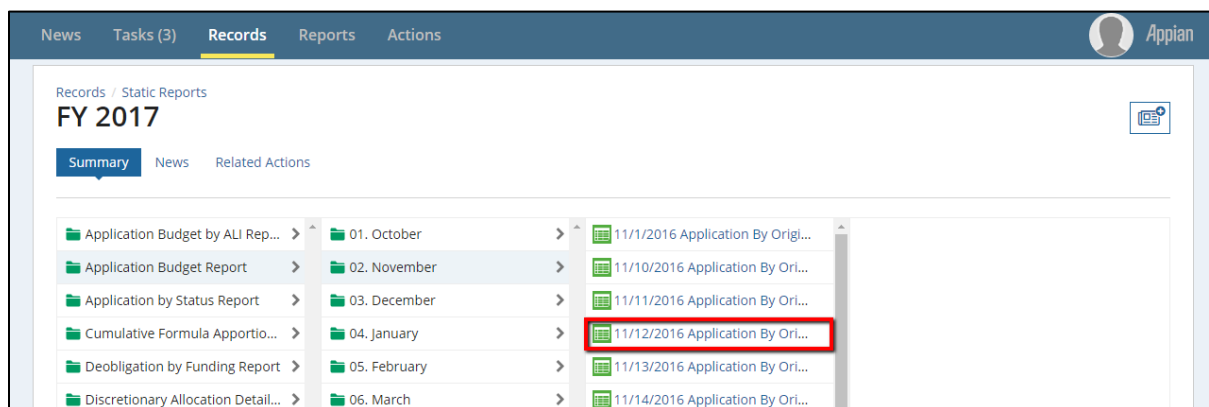 News Tasks (3) Records Reports Actions Appian
Records / Static Reports
FY 2017
Summary News Related Actions
Application Budget by ALI Rep... 01. October 11/1/2016 Application By Origi...
Application Budget Report 02. November 11/10/2016 Application By Ori...
Application by Status Report 03. December 11/11/2016 Application By Ori...
Cumulative Formula Apportio... 04. January 11/12/2016 Application By Ori...
Deobligation by Funding Report 05. February 11/13/2016 Application By Ori...
Discretionary Allocation Detail... 06. March 11/14/2016 Application By Ori...